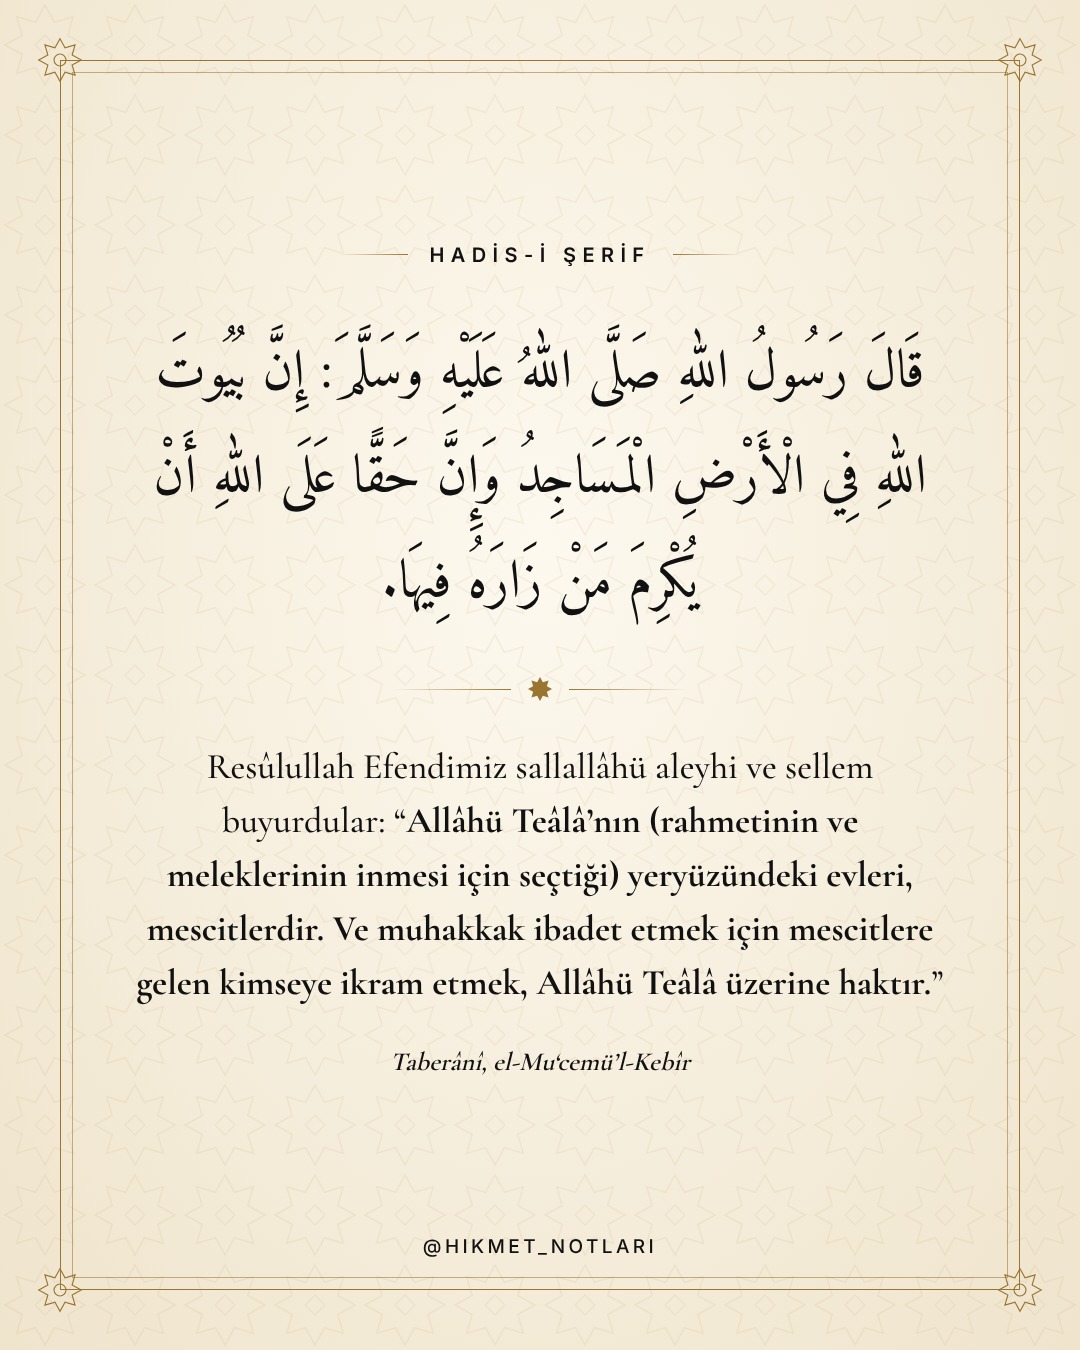 HADİS-İ ŞERİF
قَالَ رَسُولُ اللهِ صَلَّى اللهُ عَلَيْهِ وَسَلَّمَ: إِنَّ بُيُوتَ
اللهِ فِي الْأَرْضِ الْمَسَاجِدُ وَإِنَّ حَقًّا عَلَى اللهِ أَنْ
يُكْرِمَ مَنْ زَارَهُ فِيهَا.
Resûlullah Efendimiz sallallâhü aleyhi ve sellem
buyurdular: “Allâhü Teâlâ’nın (rahmetinin ve
meleklerinin inmesi için seçtiği) yeryüzündeki evleri,
mescitlerdir. Ve muhakkak ibadet etmek için mescitlere
gelen kimseye ikram etmek, Allâhü Teâlâ üzerine haktır.”
Taberânî, el-Mu‘cemü’l-Kebîr
@HIKMET_NOTLARI